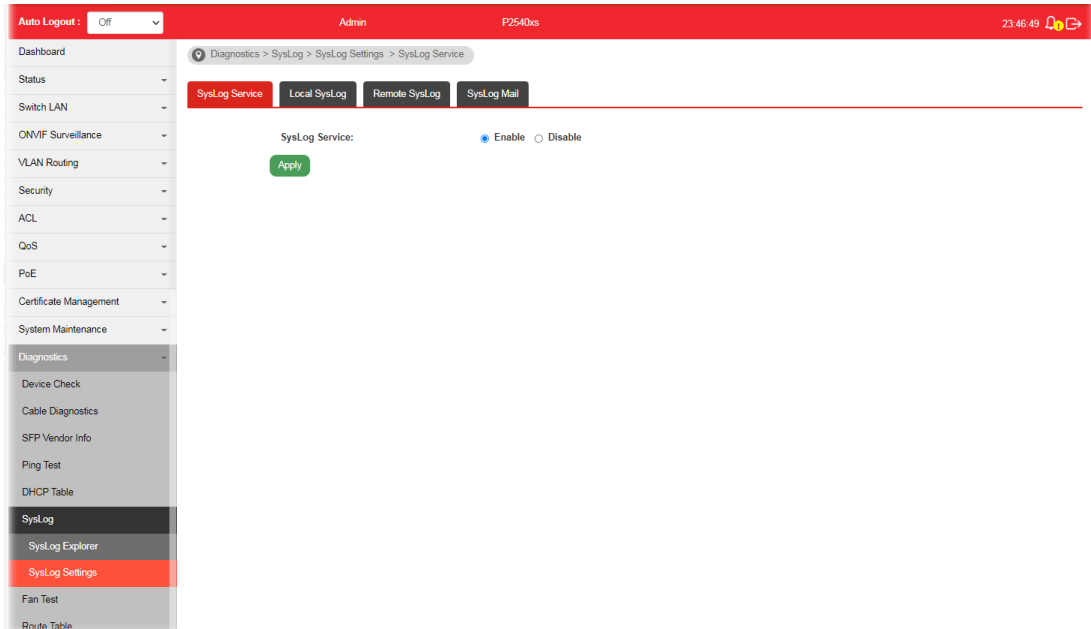 Auto Logout : Off Admin P2540xs 23:46:49 1
Dashboard
Status
Switch LAN
ONVIF Surveillance
VLAN Routing
Security
ACL
QoS
PoE
Certificate Management
System Maintenance
Diagnostics
Device Check
Cable Diagnostics
SFP Vendor Info
Ping Test
DHCP Table
SysLog
SysLog Explorer
SysLog Settings
Fan Test
Route Table
Diagnostics > SysLog > SysLog Settings > SysLog Service
SysLog Service Local SysLog Remote SysLog SysLog Mail
SysLog Service: Enable Disable
Apply